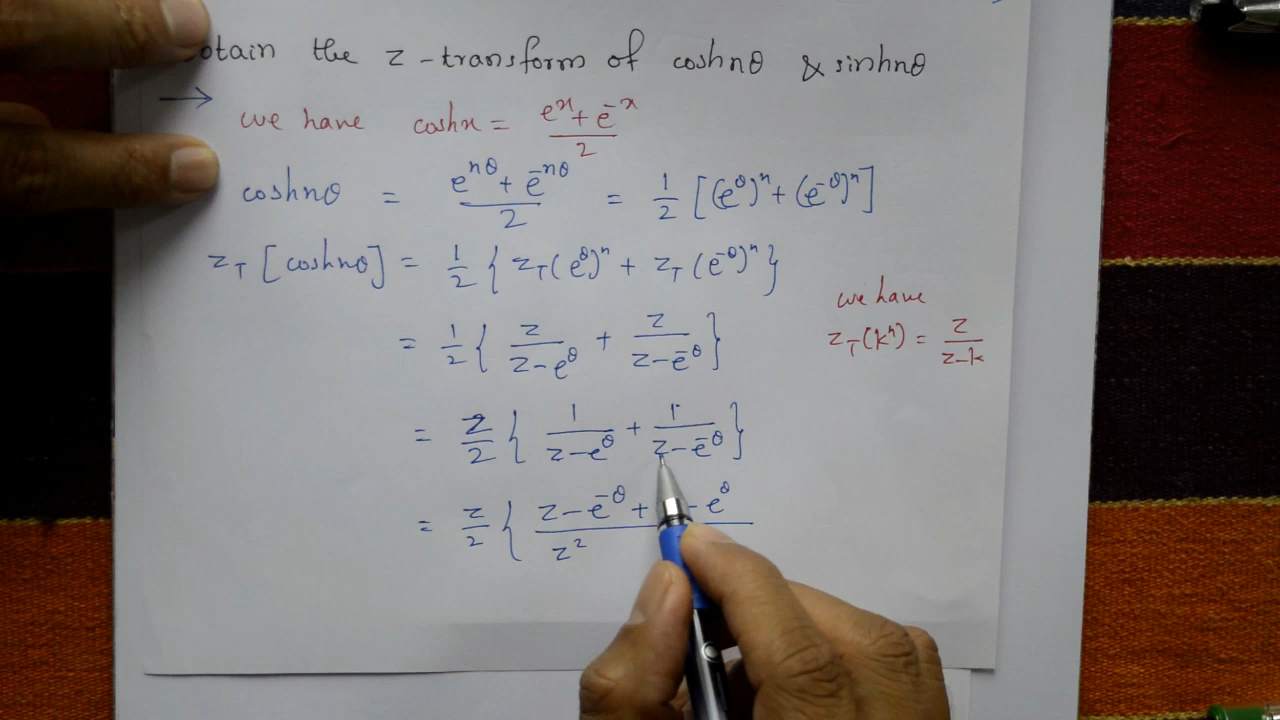 the z-transform of coshnθ & sinhnθ
→
we have coshx = (e^x + e^-x)/2
coshnθ = (e^nθ + e^-nθ)/2 = 1/2 [(e^θ)^n + (e^-θ)^n]
z_T [coshnθ] = 1/2 { z_T (e^θ)^n + z_T (e^-θ)^n }
we have
z_T(k^n) = z/(z-k)
= 1/2 { z/(z-e^θ) + z/(z-e^-θ) }
= z/2 { 1/(z-e^θ) + 1/(z-e^-θ) }
= z/2 { z-e^-θ + - e^θ / z^2